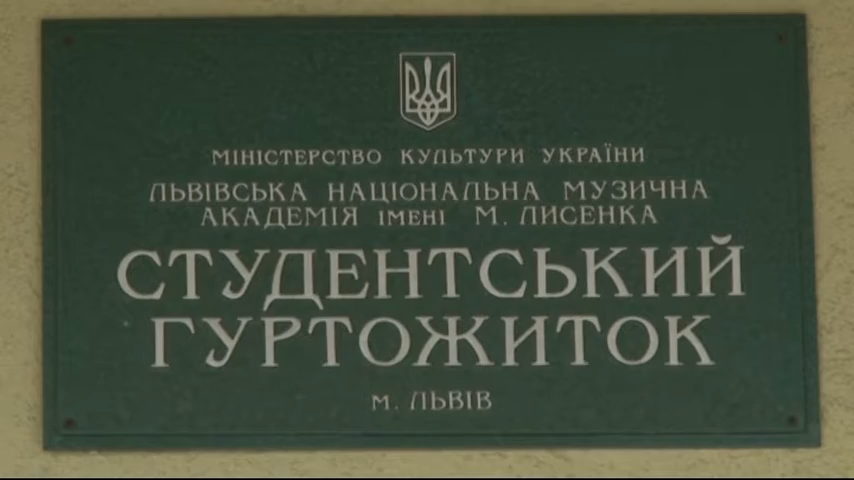 МІНІСТЕРСТВО КУЛЬТУРИ УКРАЇНИ
ЛЬВІВСЬКА НАЦІОНАЛЬНА МУЗИЧНА
АКАДЕМІЯ ІМЕНІ М. ЛИСЕНКА
СТУДЕНТСЬКИЙ
ГУРТОЖИТОК
м. ЛЬВІВ